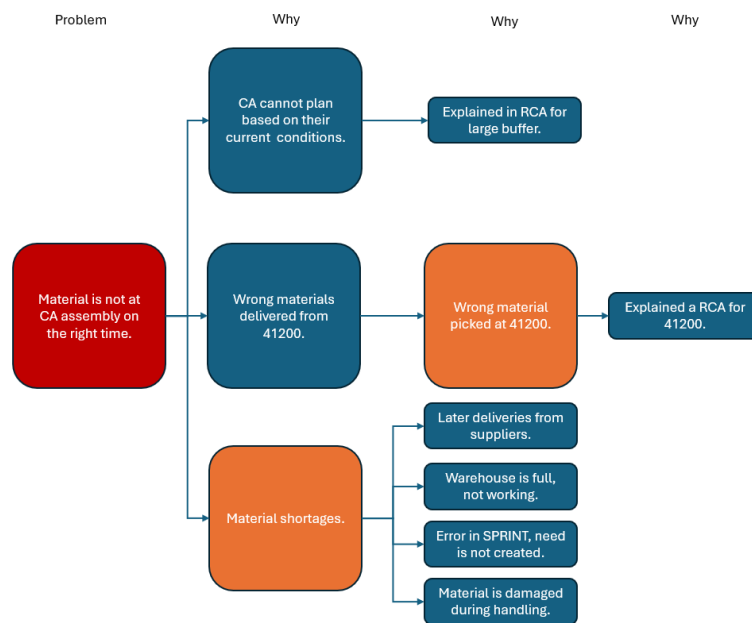 Problem
Why
Why
Why
CA cannot plan
based on their
current conditions.
Explained in RCA for
large buffer.
Material is not at
CA assembly on
the right time.
Wrong materials
delivered from
41200.
Wrong material
picked at 41200.
Explained a RCA for
41200.
Material shortages.
Later deliveries from
suppliers.
Warehouse is full,
not working.
Error in SPRINT, need
is not created.
Material is damaged
during handling.